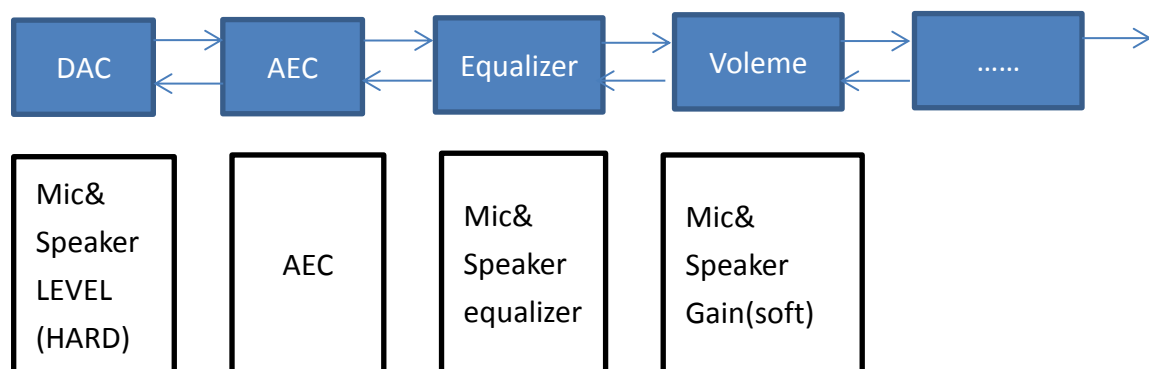 DAC
AEC
Equalizer
Voleme
......
Mic&
Speaker
LEVEL
(HARD)
AEC
Mic&
Speaker
equalizer
Mic&
Speaker
Gain(soft)